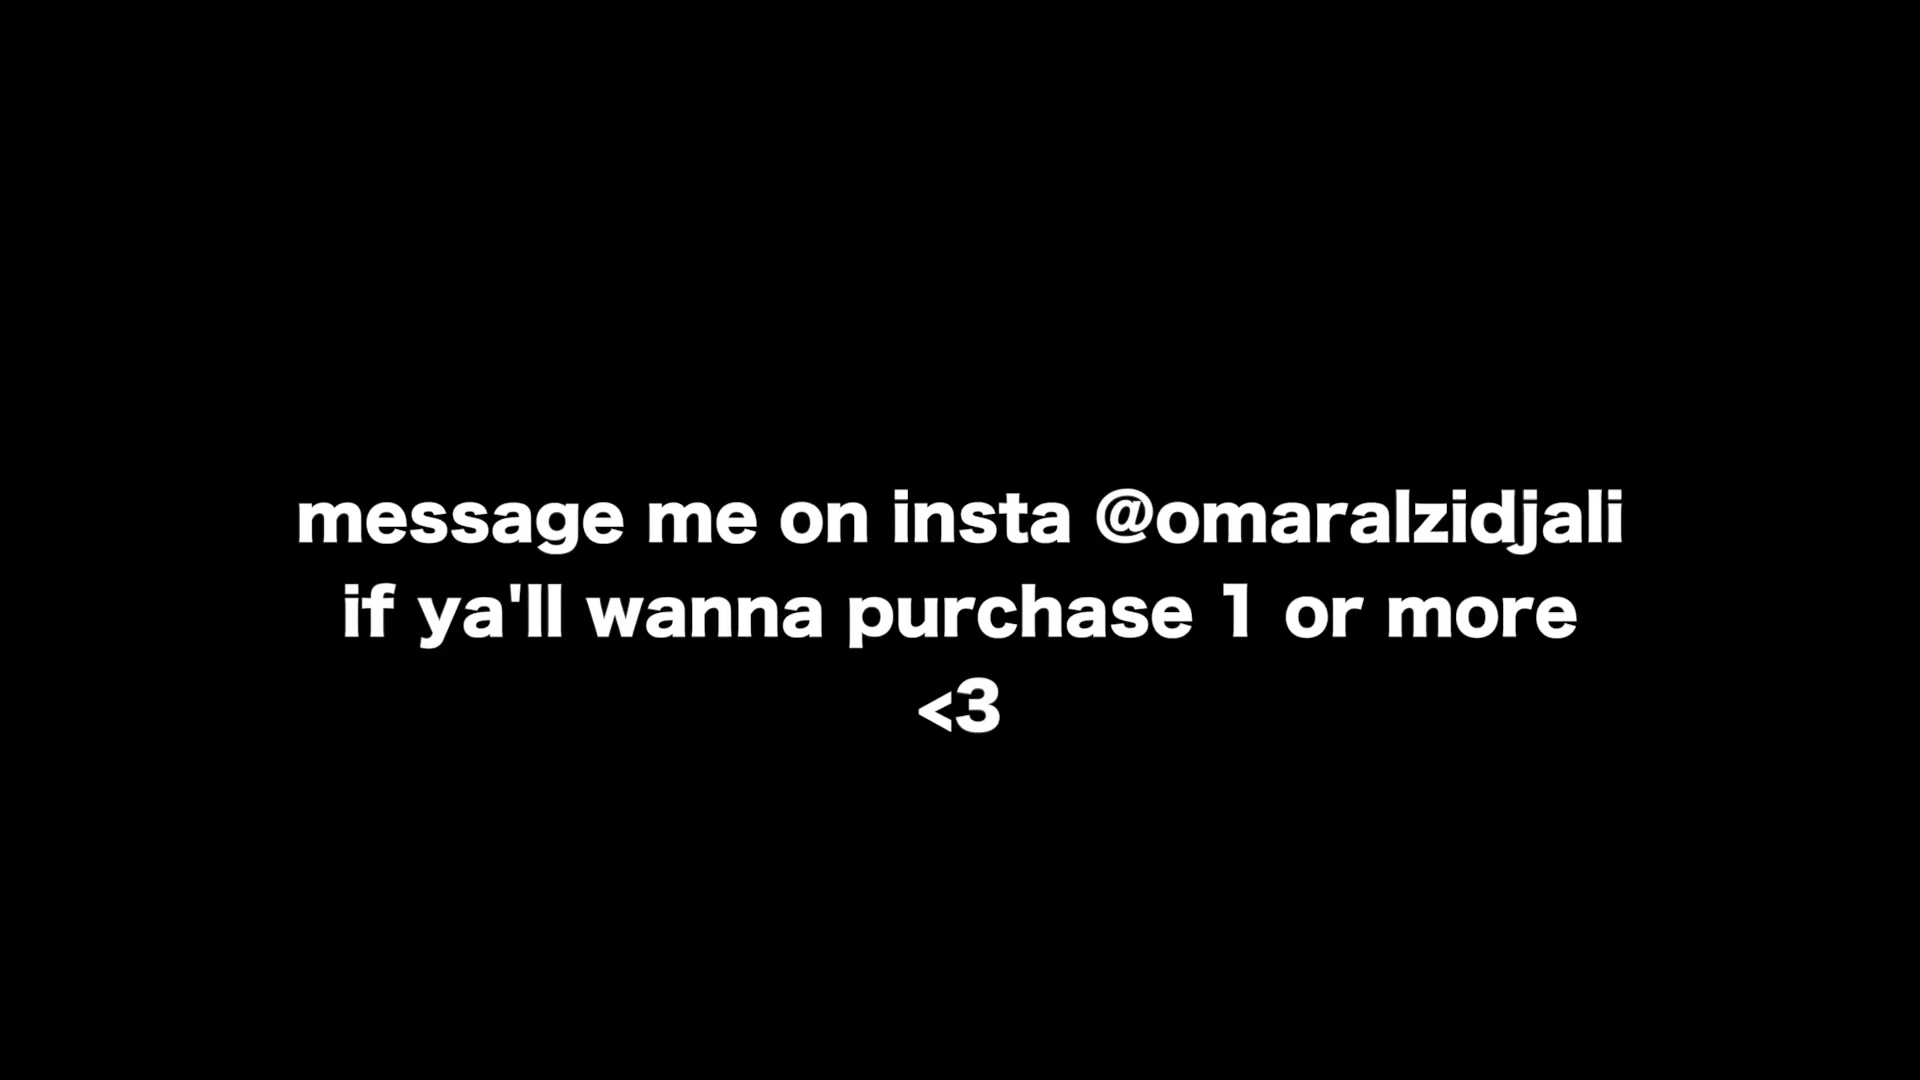 message me on insta @omaralzidjali
if ya'll wanna purchase 1 or more
<3